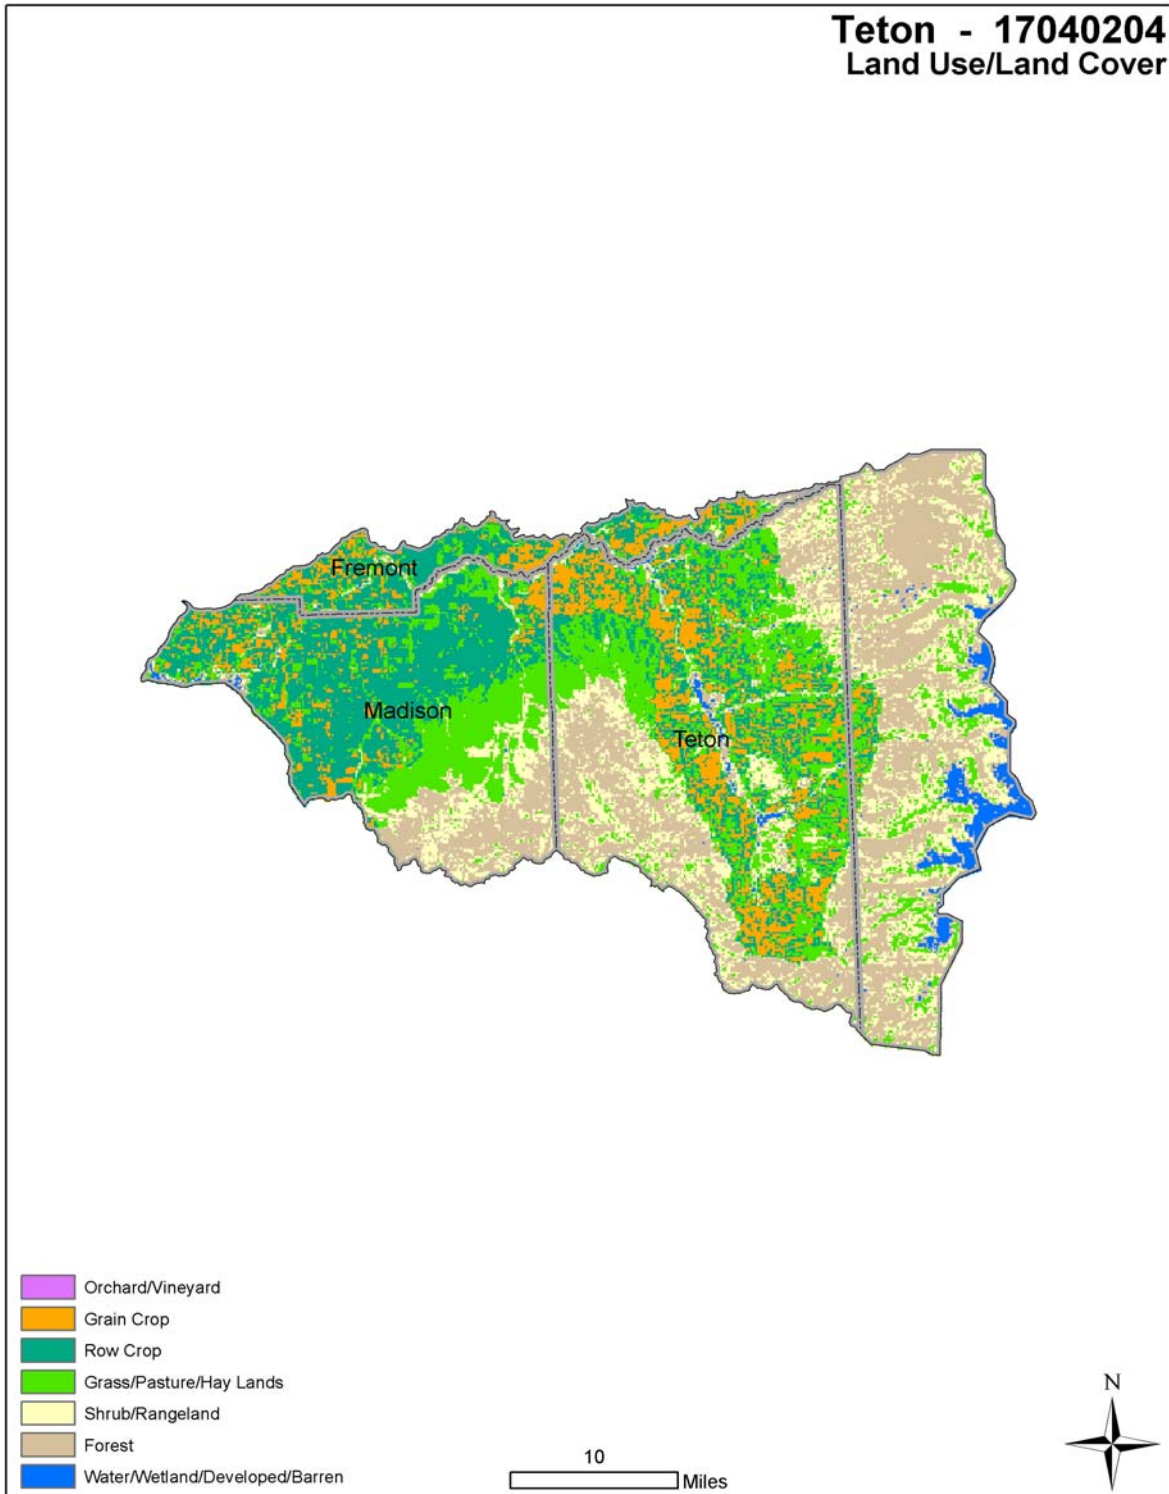 Teton - 17040204
Land Use/Land Cover
Fremont
Madison
Teton
Orchard/Vineyard
Grain Crop
Row Crop
Grass/Pasture/Hay Lands
Shrub/Rangeland
Forest
Water/Wetland/Developed/Barren
10
Miles
N